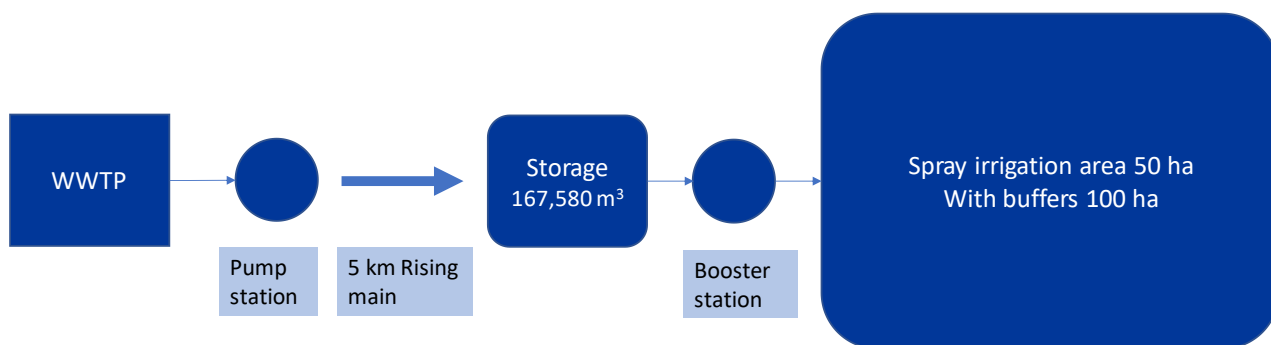 WWTP
Pump
station
5 km Rising
main
Storage
167,580 m³
Booster
station
Spray irrigation area 50 ha
With buffers 100 ha